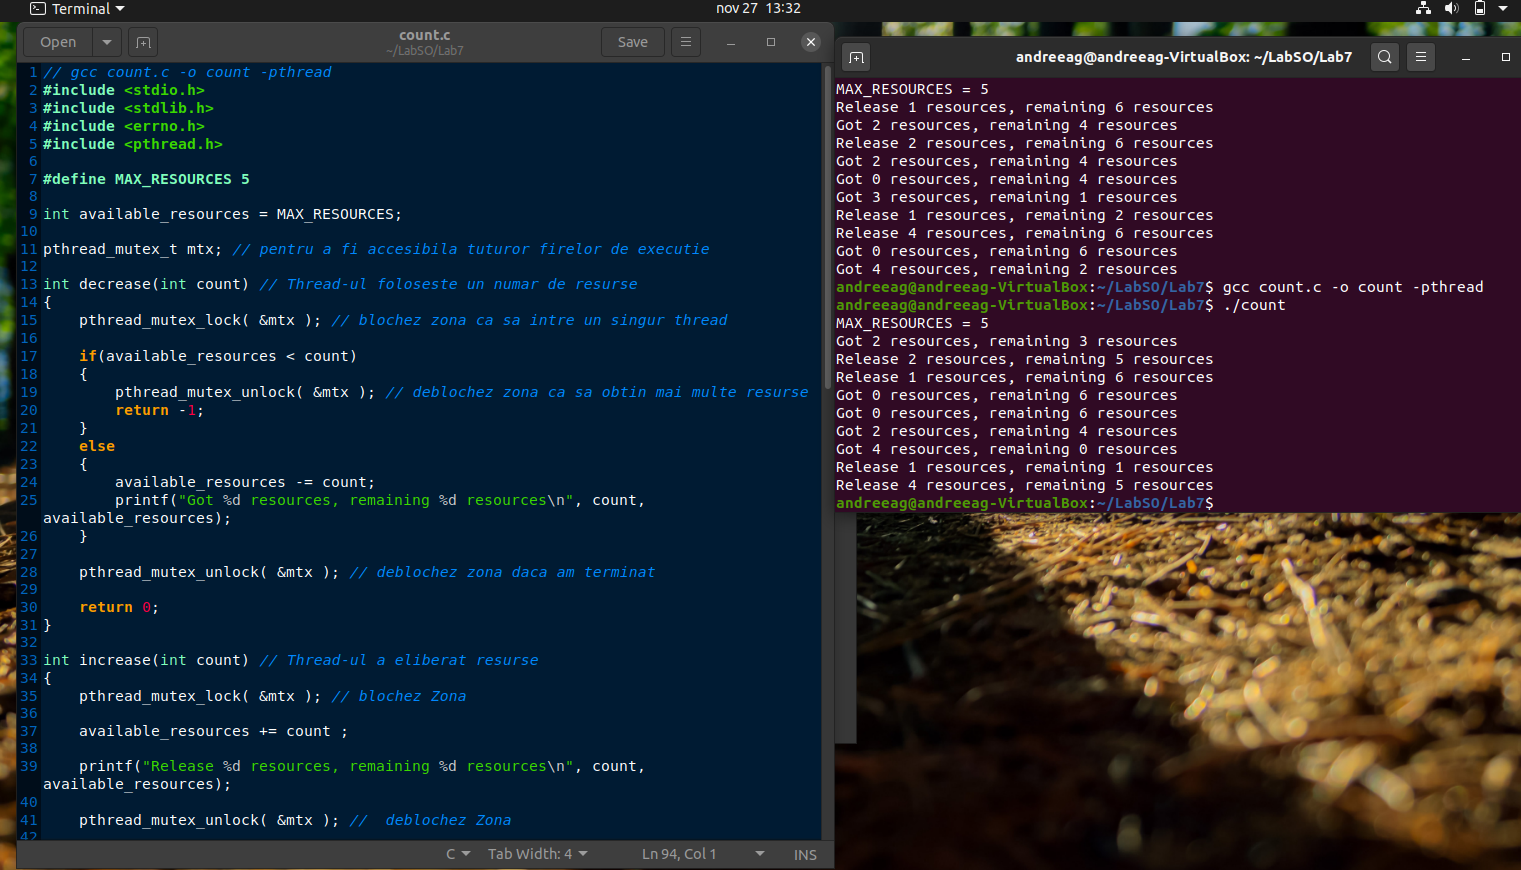 Terminal
nov 27 13:32
Open
count.c
~/LabSO/Lab7
Save
1 // gcc count.c -o count -pthread
2 #include <stdio.h>
3 #include <stdlib.h>
4 #include <errno.h>
5 #include <pthread.h>
6
7 #define MAX_RESOURCES 5
8
9 int available_resources = MAX_RESOURCES;
10
11 pthread_mutex_t mtx; // pentru a fi accesibila tuturor firelor de executie
12
13 int decrease(int count) // Thread-ul foloseste un numar de resurse
14 {
15     pthread_mutex_lock( &mtx ); // blochez zona ca sa intre un singur thread
16
17     if(available_resources < count)
18     {
19         pthread_mutex_unlock( &mtx ); // deblochez zona ca sa obtin mai multe resurse
20         return -1;
21     }
22     else
23     {
24         available_resources -= count;
25         printf("Got %d resources, remaining %d resources\n", count,
available_resources);
26     }
27
28     pthread_mutex_unlock( &mtx ); // deblochez zona daca am terminat
29
30     return 0;
31 }
32
33 int increase(int count) // Thread-ul a eliberat resurse
34 {
35     pthread_mutex_lock( &mtx ); // blochez Zona
36
37     available_resources += count ;
38
39     printf("Release %d resources, remaining %d resources\n", count,
available_resources);
40
41     pthread_mutex_unlock( &mtx ); //  deblochez Zona
42
C
Tab Width: 4
Ln 94, Col 1
INS
andreeag@andreeag-VirtualBox: ~/LabSO/Lab7
MAX_RESOURCES = 5
Release 1 resources, remaining 6 resources
Got 2 resources, remaining 4 resources
Release 2 resources, remaining 6 resources
Got 2 resources, remaining 4 resources
Got 0 resources, remaining 4 resources
Got 3 resources, remaining 1 resources
Release 1 resources, remaining 2 resources
Release 4 resources, remaining 6 resources
Got 0 resources, remaining 6 resources
Got 4 resources, remaining 2 resources
andreeag@andreeag-VirtualBox:~/LabSO/Lab7$ gcc count.c -o count -pthread
andreeag@andreeag-VirtualBox:~/LabSO/Lab7$ ./count
MAX_RESOURCES = 5
Got 2 resources, remaining 3 resources
Release 2 resources, remaining 5 resources
Release 1 resources, remaining 6 resources
Got 0 resources, remaining 6 resources
Got 0 resources, remaining 6 resources
Got 2 resources, remaining 4 resources
Got 4 resources, remaining 0 resources
Release 1 resources, remaining 1 resources
Release 4 resources, remaining 5 resources
andreeag@andreeag-VirtualBox:~/LabSO/Lab7$